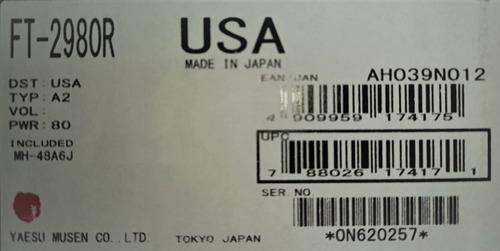 FT-2980R
USA
MADE IN JAPAN
DST: USA
TYP: A2
VOL:
PWR: 80
INCLUDED
MH-48A6J
EAN/JAN
AH039N012
4 909959 174175
UPC
7 88026 17417 1
SER. NO.
*0N620257*
YAESU MUSEN CO., LTD. TOKYO JAPAN